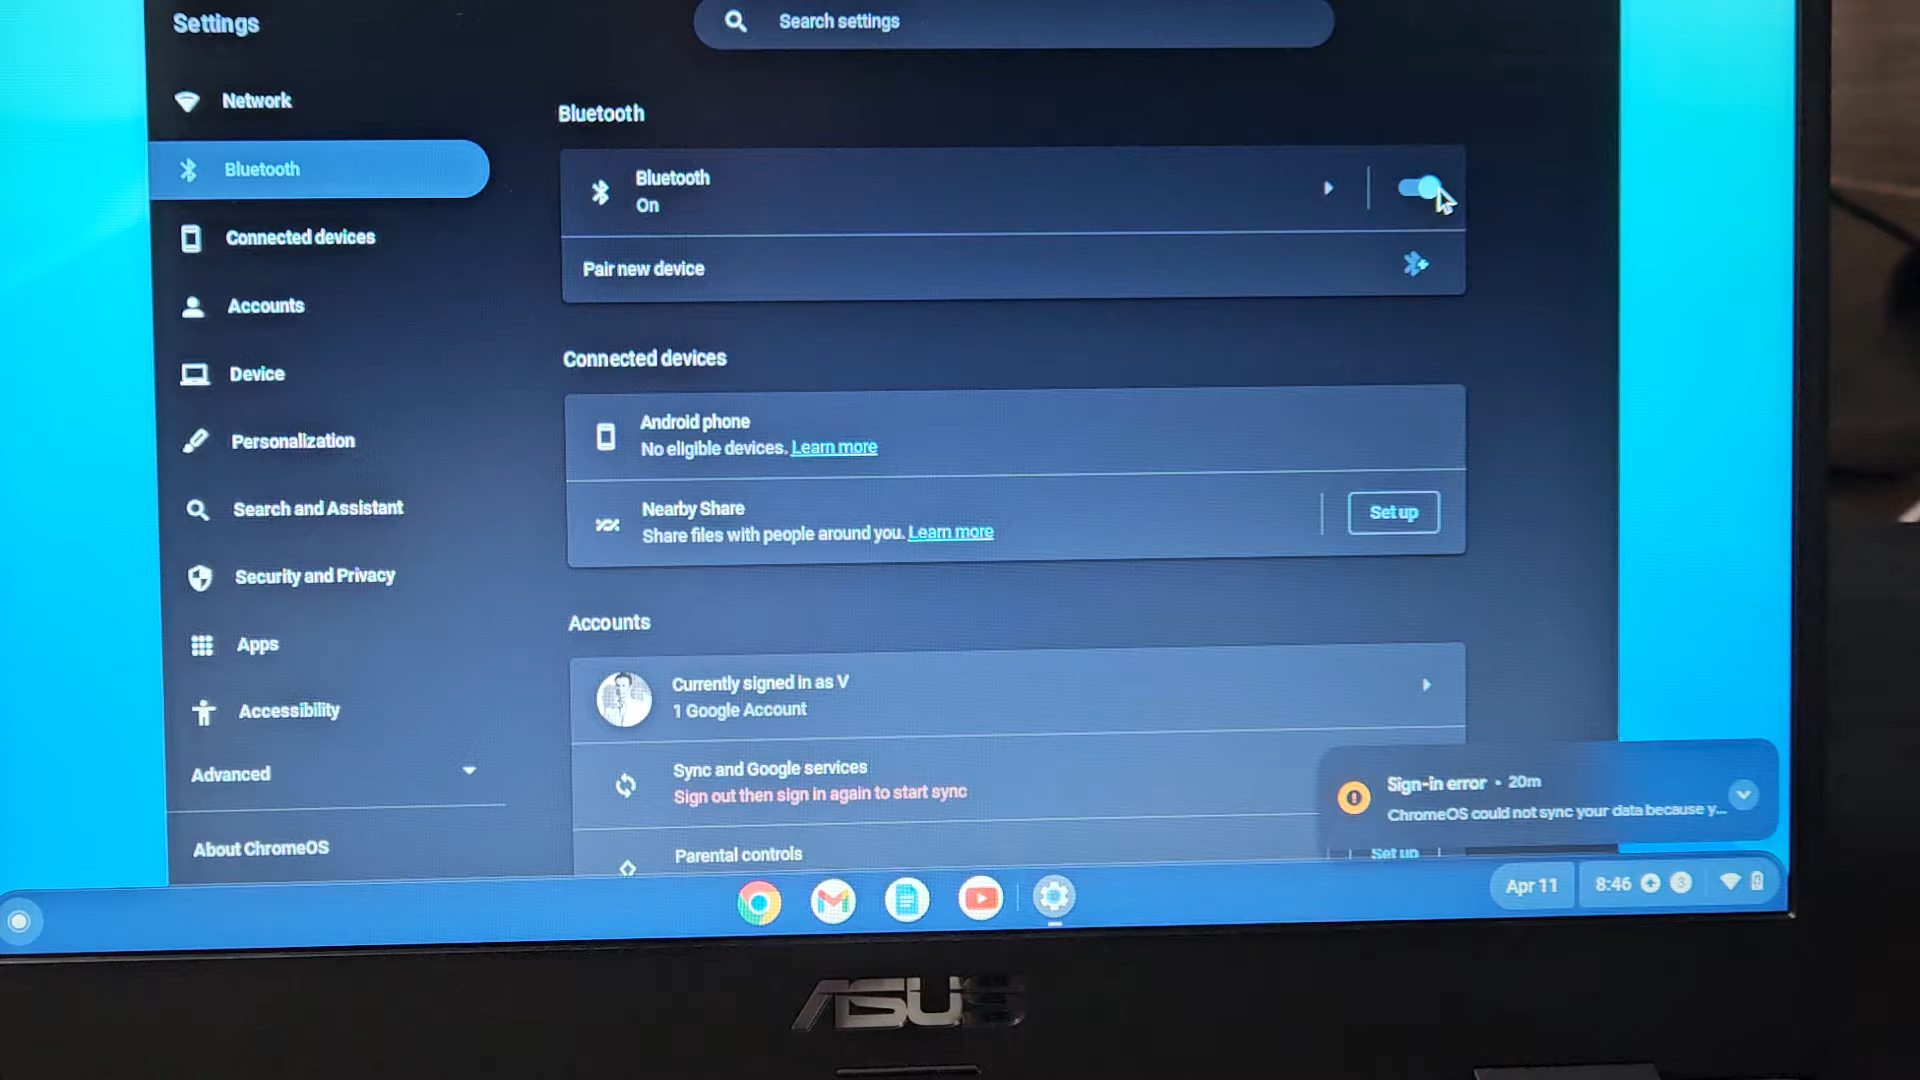 Settings
Search settings
Network
Bluetooth
Connected devices
Accounts
Device
Personalization
Search and Assistant
Security and Privacy
Apps
Accessibility
Advanced
About ChromeOS
Bluetooth
Bluetooth
On
Pair new device
Connected devices
Android phone
No eligible devices. Learn more
Nearby Share
Share files with people around you. Learn more
Set up
Accounts
Currently signed in as V
1 Google Account
Sync and Google services
Sign out then sign in again to start sync
Parental controls
Set up
Sign-in error • 20m
ChromeOS could not sync your data because y...
Apr 11
8:46
3
ASUS